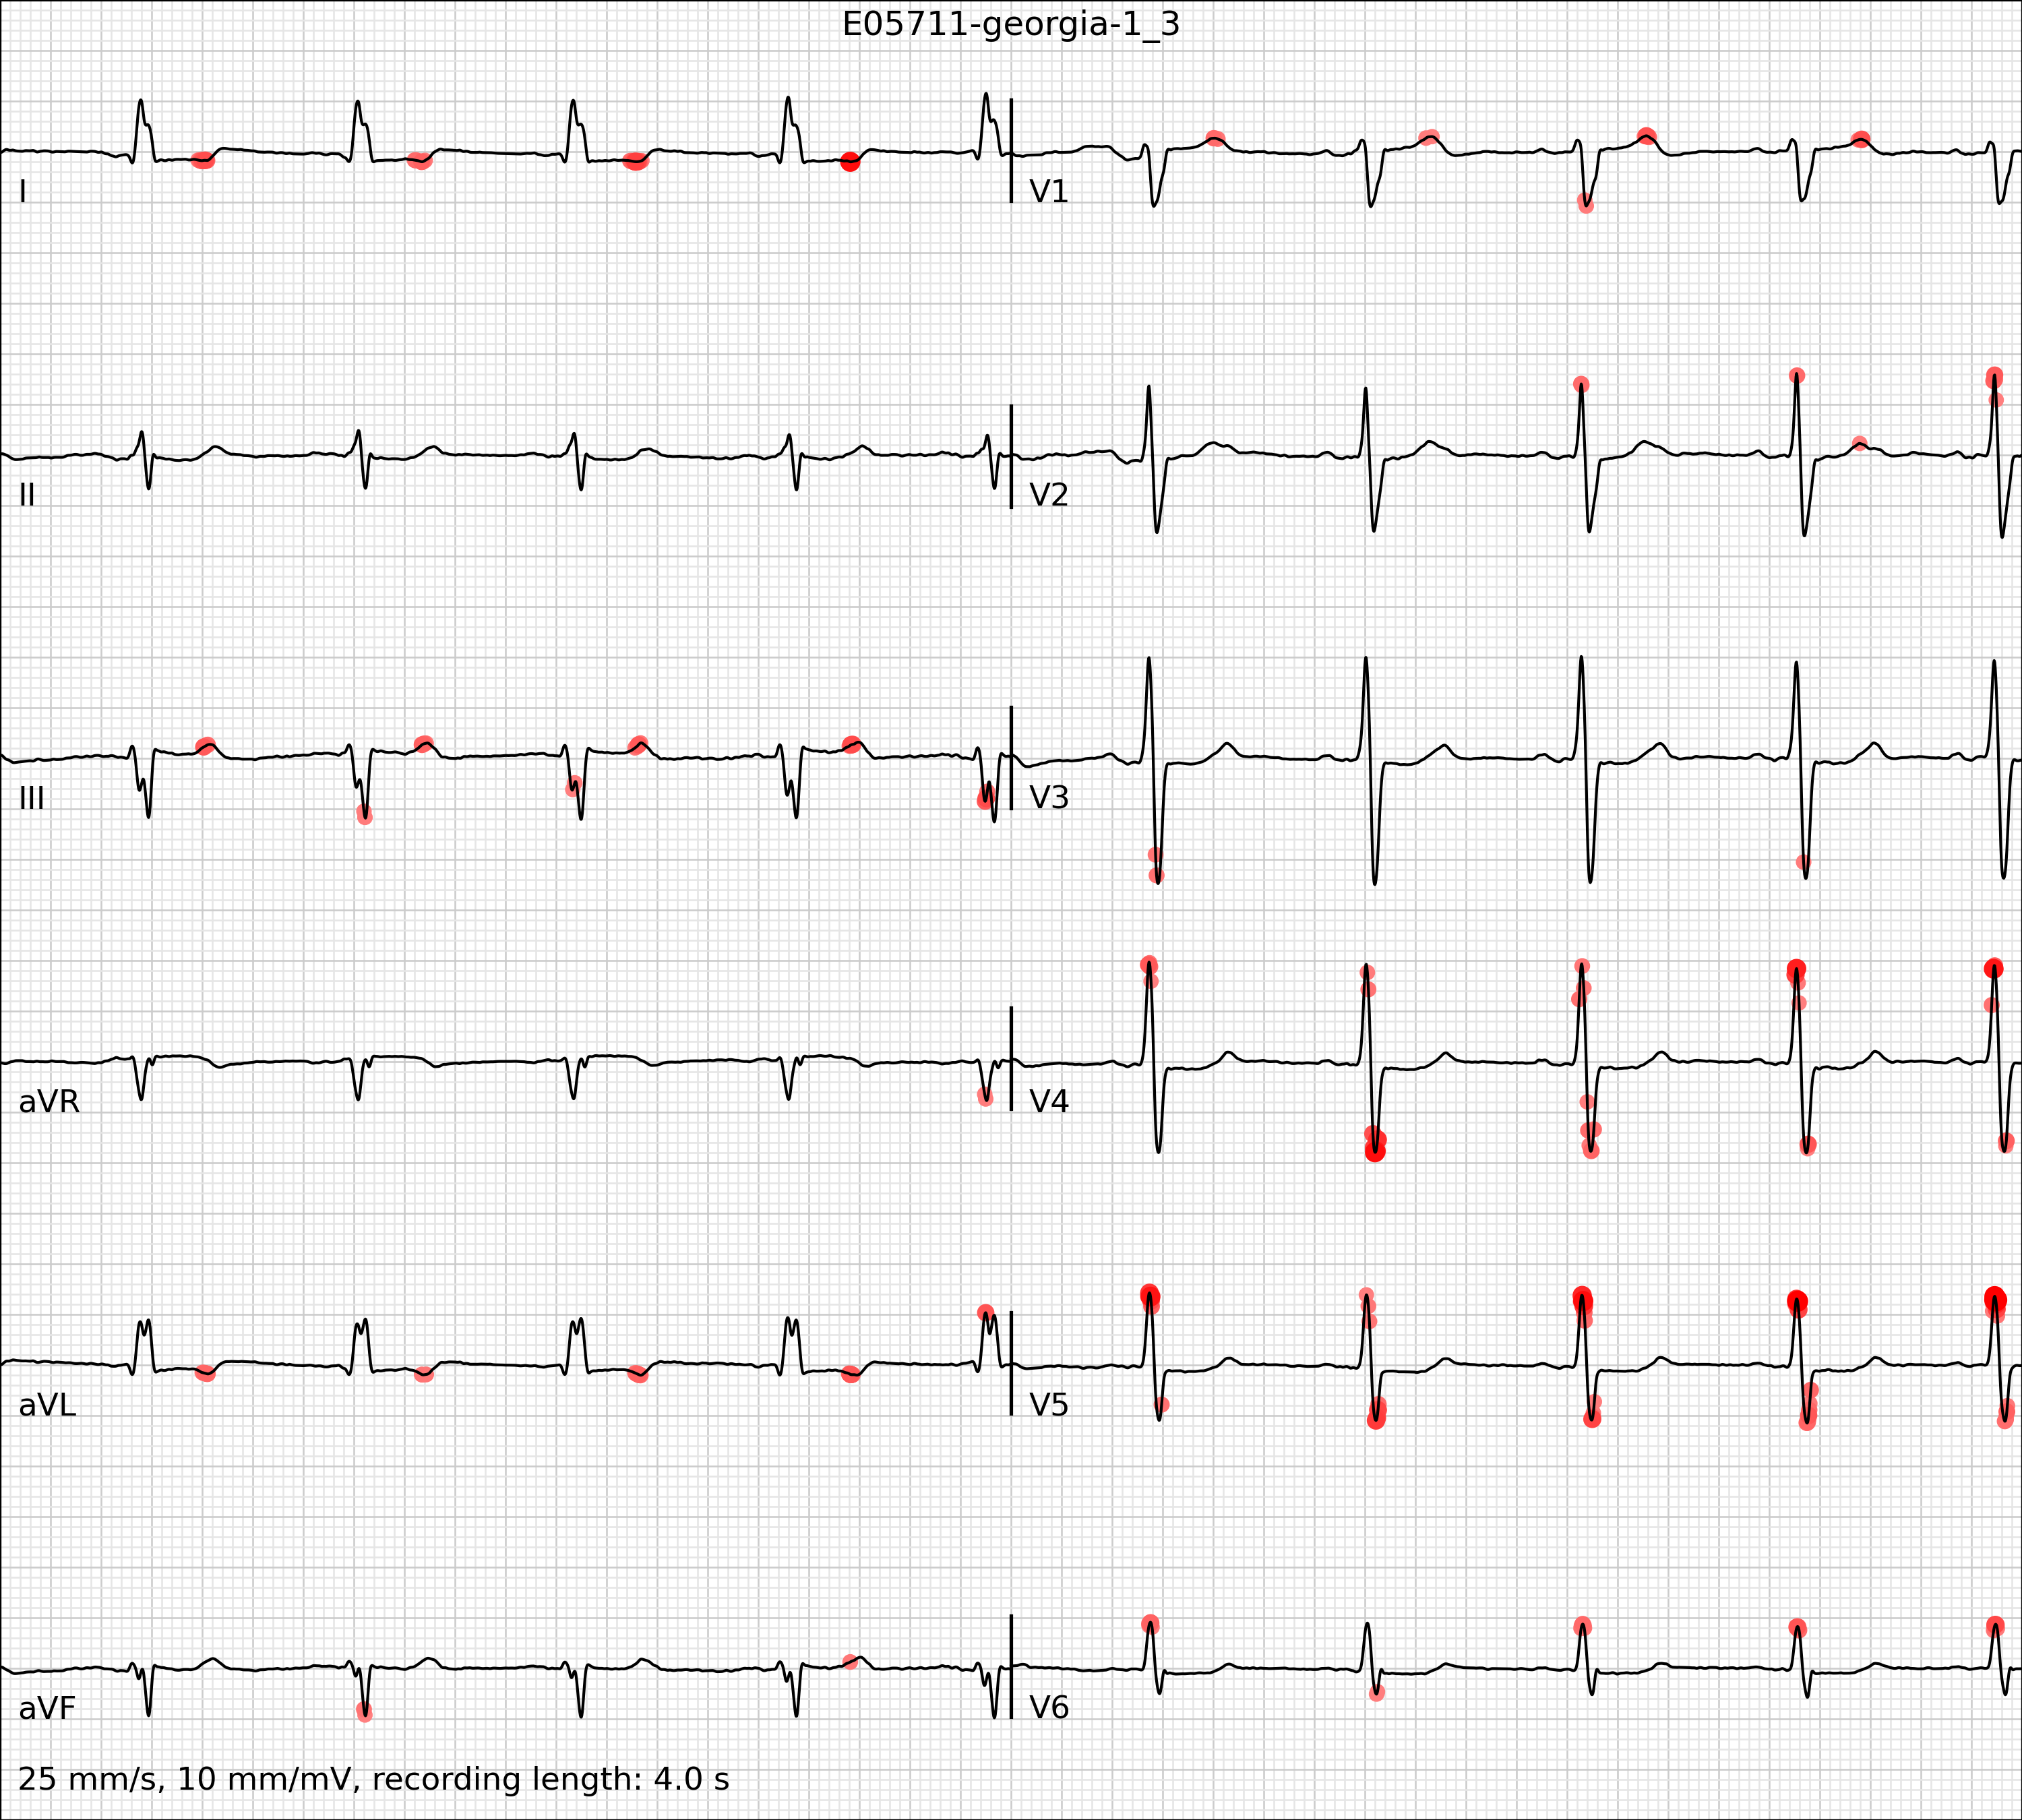 E05711-georgia-1_3
I
V1
II
V2
III
V3
aVR
V4
aVL
V5
aVF
V6
25 mm/s, 10 mm/mV, recording length: 4.0 s